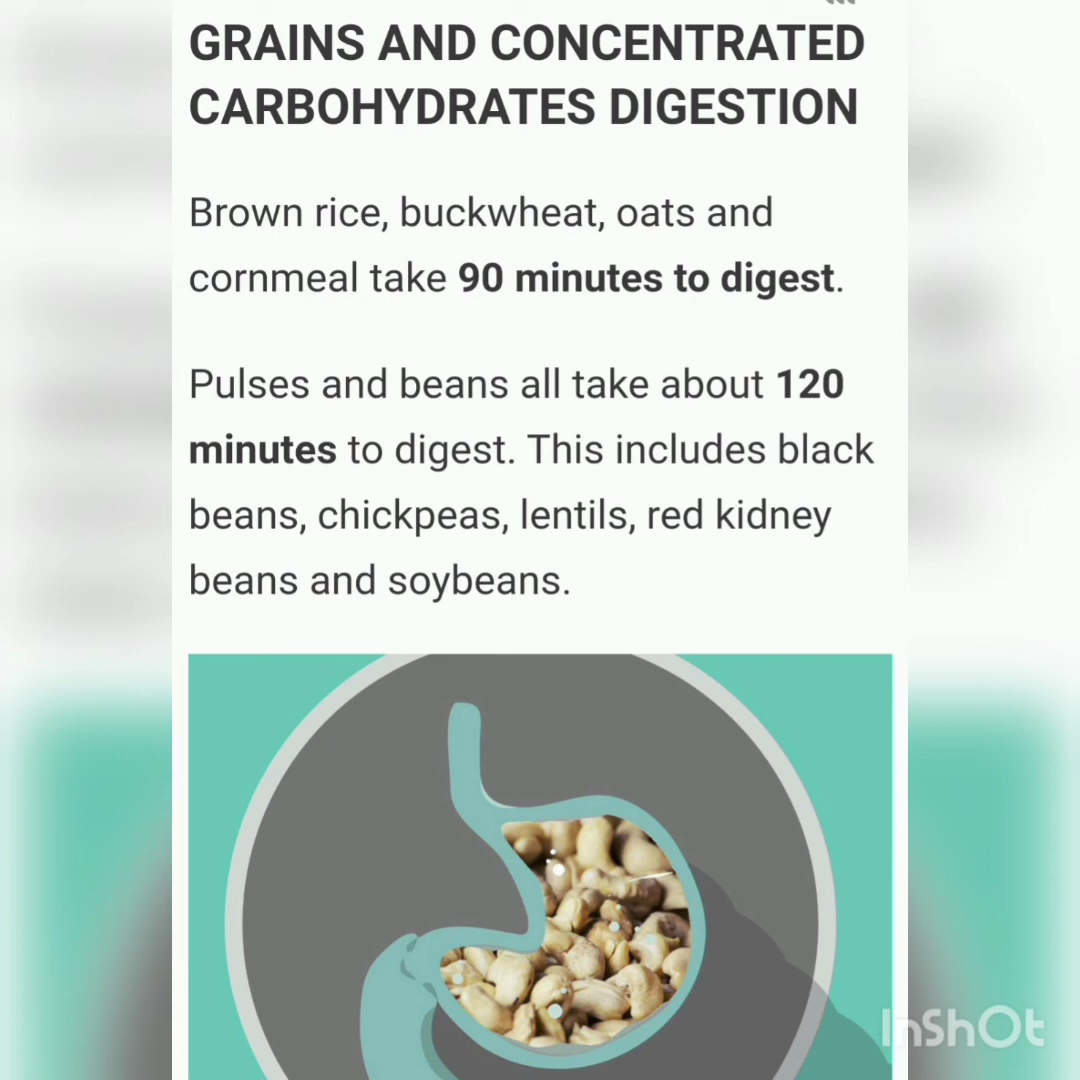 GRAINS AND CONCENTRATED
CARBOHYDRATES DIGESTION
Brown rice, buckwheat, oats and
cornmeal take 90 minutes to digest.
Pulses and beans all take about 120
minutes to digest. This includes black
beans, chickpeas, lentils, red kidney
beans and soybeans.
InShOt